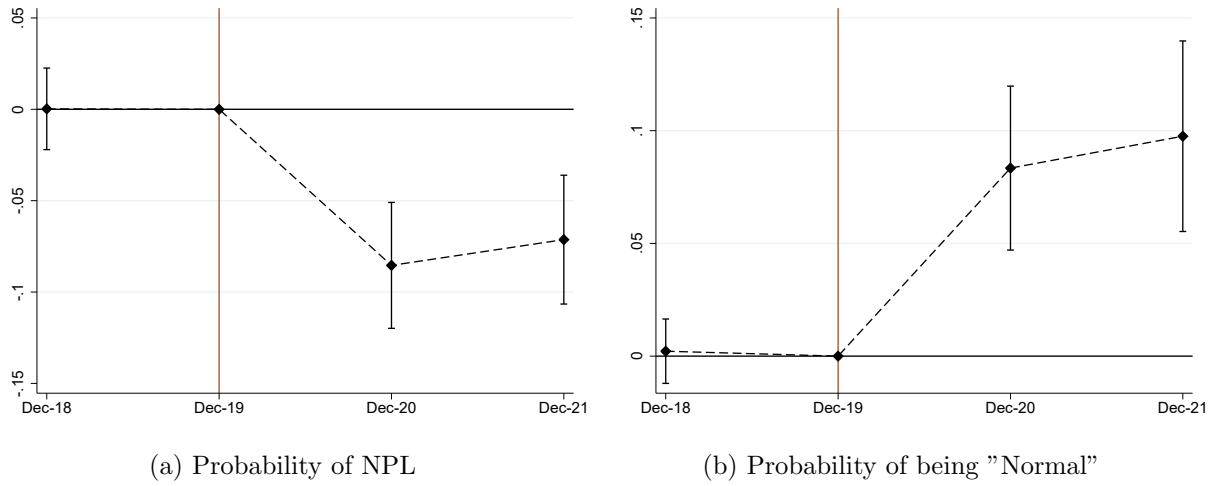 .05
0
-.05
-.1
-.15
Dec-18 Dec-19 Dec-20 Dec-21
(a) Probability of NPL
.15
.1
.05
0
Dec-18 Dec-19 Dec-20 Dec-21
(b) Probability of being ”Normal”